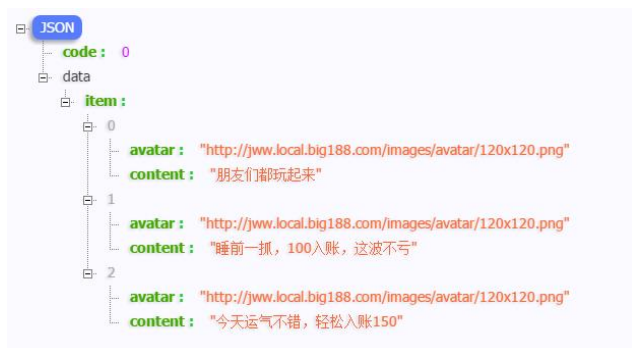 JSON
code : 0
data
item :
0
avatar : "http://jww.local.big188.com/images/avatar/120x120.png"
content : "朋友们都玩起来"
1
avatar : "http://jww.local.big188.com/images/avatar/120x120.png"
content : "睡前一抓，100入账，这波不亏"
2
avatar : "http://jww.local.big188.com/images/avatar/120x120.png"
content : "今天运气不错，轻松入账150"